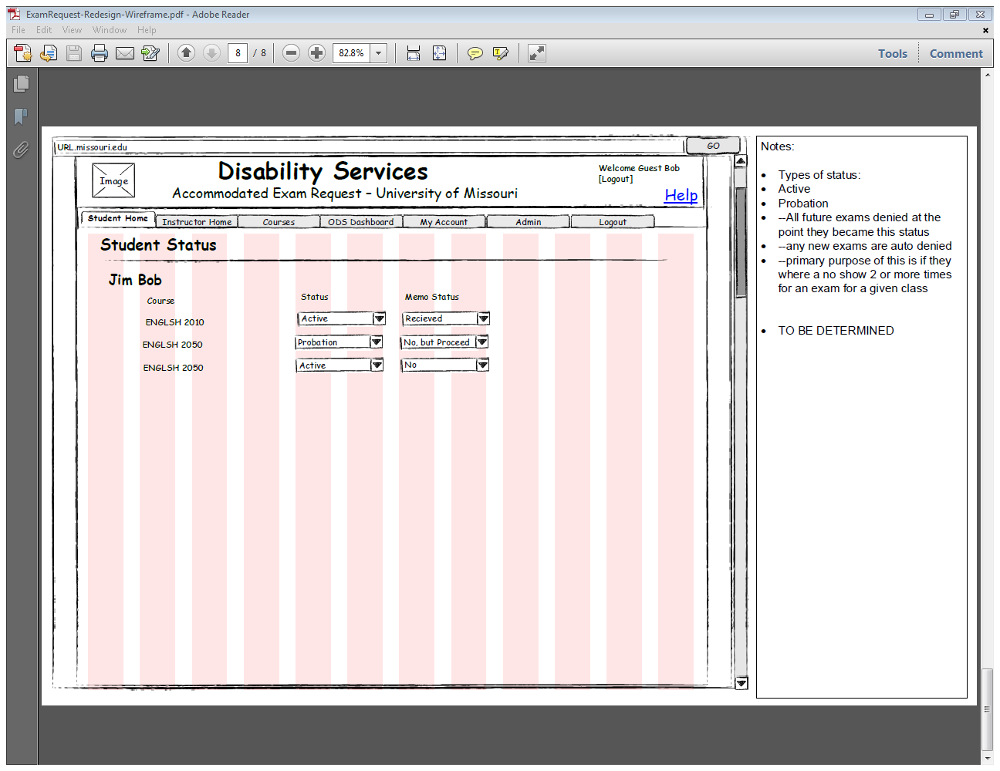 ExamRequest-Redesign-Wireframe.pdf - Adobe Reader
File Edit View Window Help
8 / 8 82.8% Tools Comment
URL.missouri.edu GO
Image
Disability Services
Accommodated Exam Request – University of Missouri
Welcome Guest Bob
[Logout]
Help
Student Home Instructor Home Courses ODS Dashboard My Account Admin Logout
Student Status
Jim Bob
Course Status Memo Status
ENGLSH 2010 Active Recieved
ENGLSH 2050 Probation No, but Proceed
ENGLSH 2050 Active No
Notes:
• Types of status:
• Active
• Probation
• --All future exams denied at the
point they became this status
• --any new exams are auto denied
• --primary purpose of this is if they
where a no show 2 or more times
for an exam for a given class
• TO BE DETERMINED